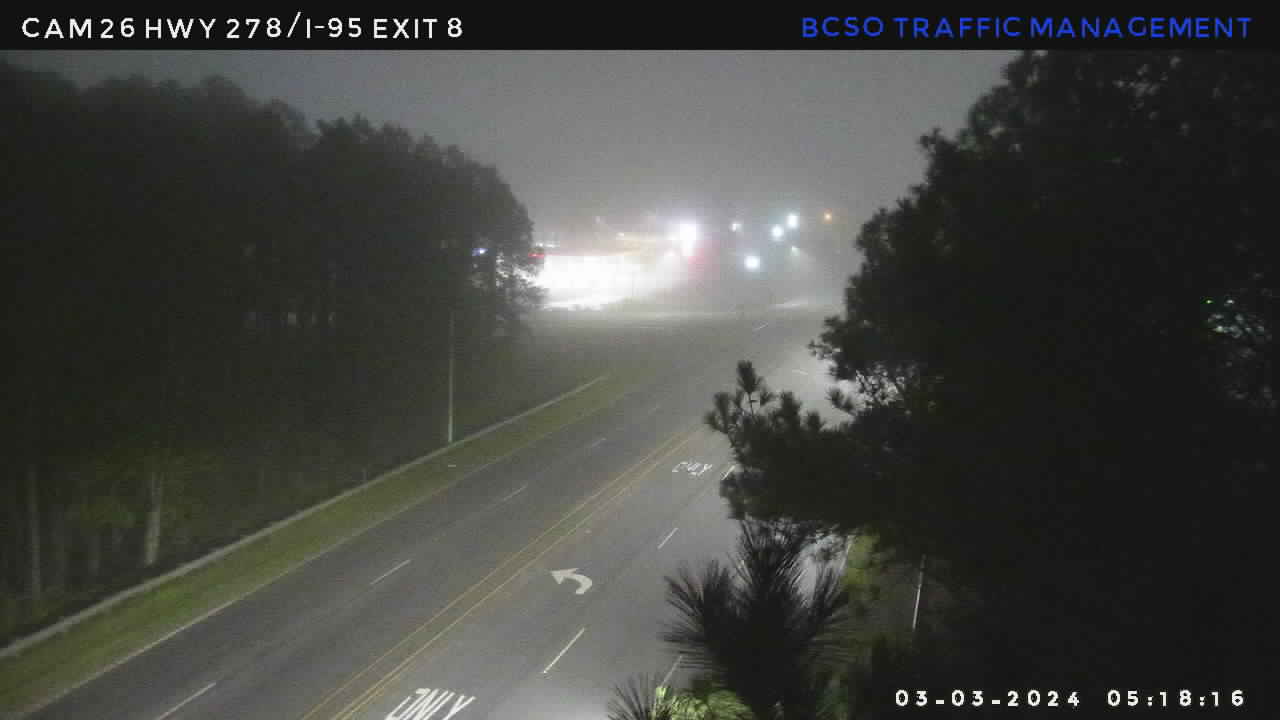 CAM 26 HWY 278/I-95 EXIT 8
BCSO TRAFFIC MANAGEMENT
ONLY
ONLY
03-03-2024 05:18:16